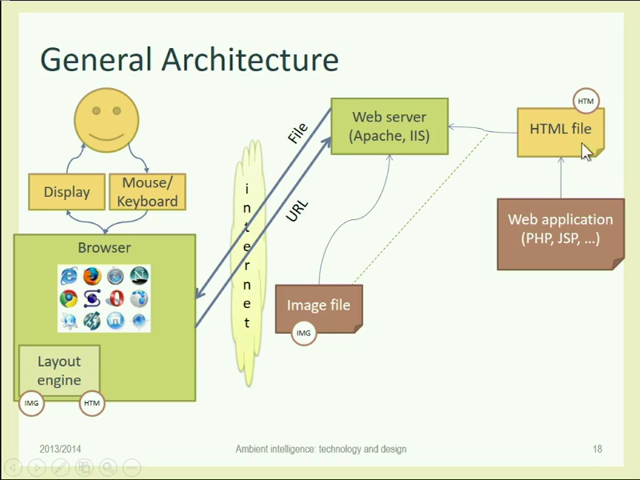 General Architecture
HTM
Web server
(Apache, IIS)
HTML file
File
Display
Mouse/
Keyboard
internet
URL
Web application
(PHP, JSP, ...)
Browser
Image file
IMG
Layout
engine
IMG
HTM
2013/2014
Ambient intelligence: technology and design
18